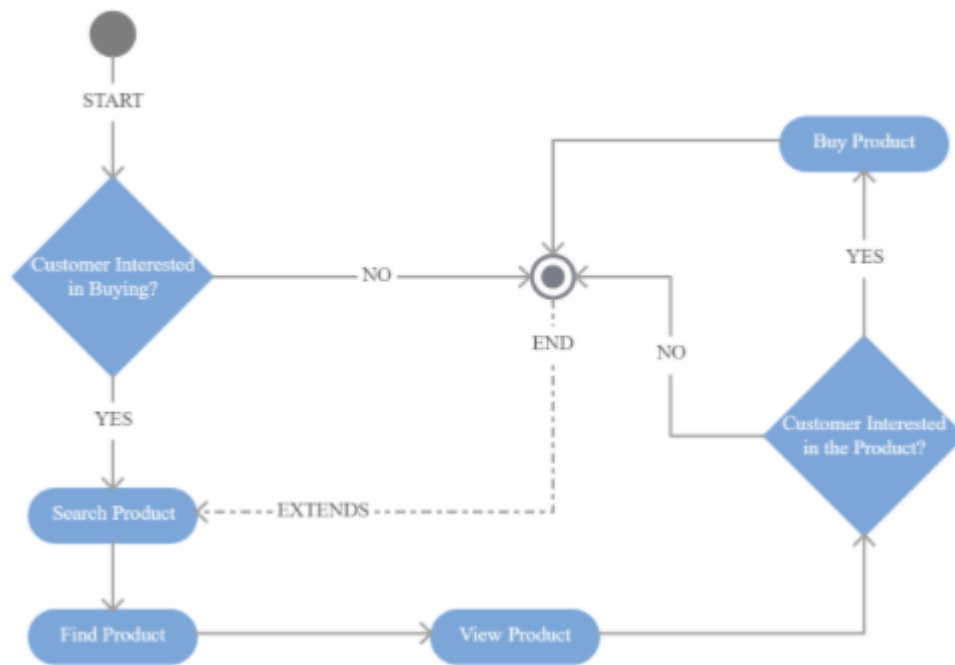 START
Buy Product
Customer Interested
in Buying?
NO
YES
END
NO
Customer Interested
in the Product?
YES
Search Product
EXTENDS
Find Product
View Product